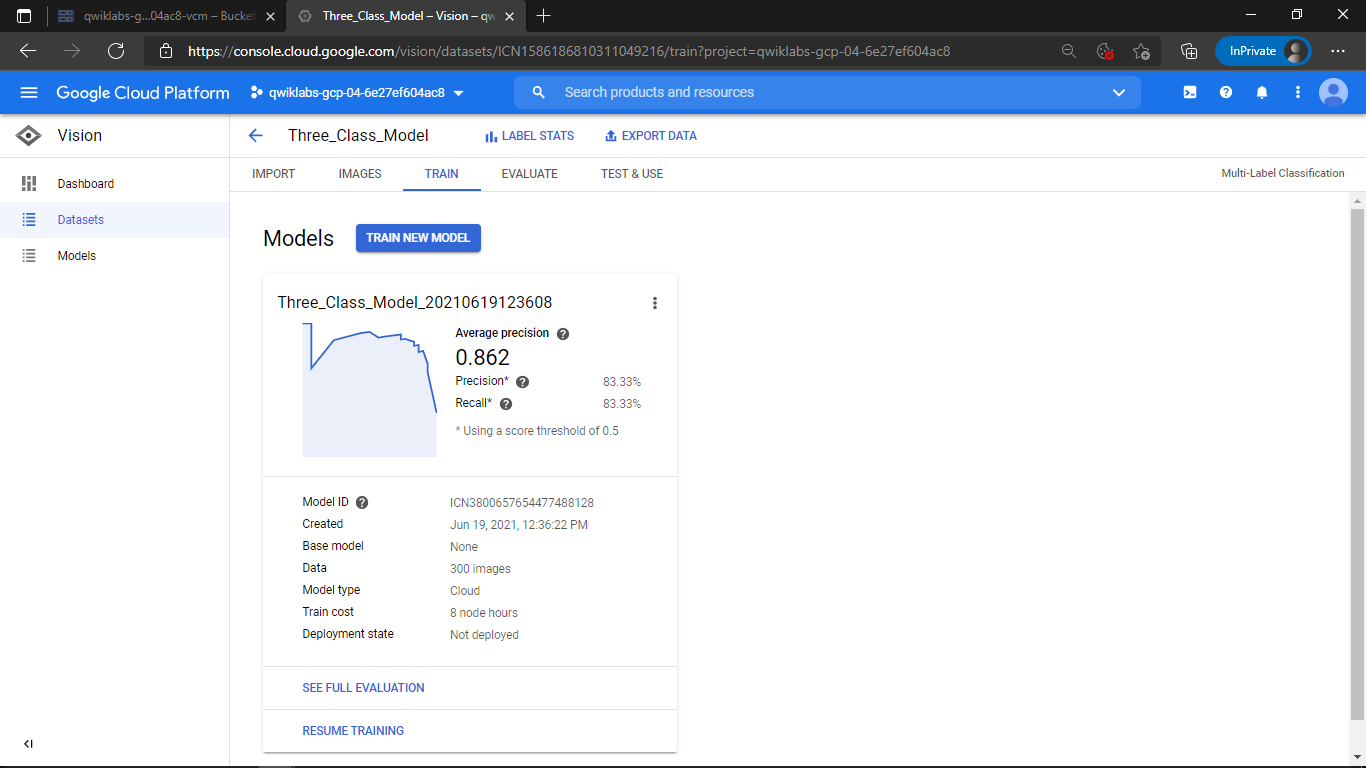 qwiklabs-g...04ac8-vcm – Bucket
Three_Class_Model – Vision – qw
https://console.cloud.google.com/vision/datasets/ICN1586186810311049216/train?project=qwiklabs-gcp-04-6e27ef604ac8
InPrivate
Google Cloud Platform
qwiklabs-gcp-04-6e27ef604ac8
Search products and resources
Vision
Three_Class_Model
LABEL STATS
EXPORT DATA
IMPORT
IMAGES
TRAIN
EVALUATE
TEST & USE
Multi-Label Classification
Dashboard
Datasets
Models
Models
TRAIN NEW MODEL
Three_Class_Model_20210619123608
Average precision ?
0.862
Precision* ? 83.33%
Recall* ? 83.33%
* Using a score threshold of 0.5
Model ID ? ICN3800657654477488128
Created Jun 19, 2021, 12:36:22 PM
Base model None
Data 300 images
Model type Cloud
Train cost 8 node hours
Deployment state Not deployed
SEE FULL EVALUATION
RESUME TRAINING